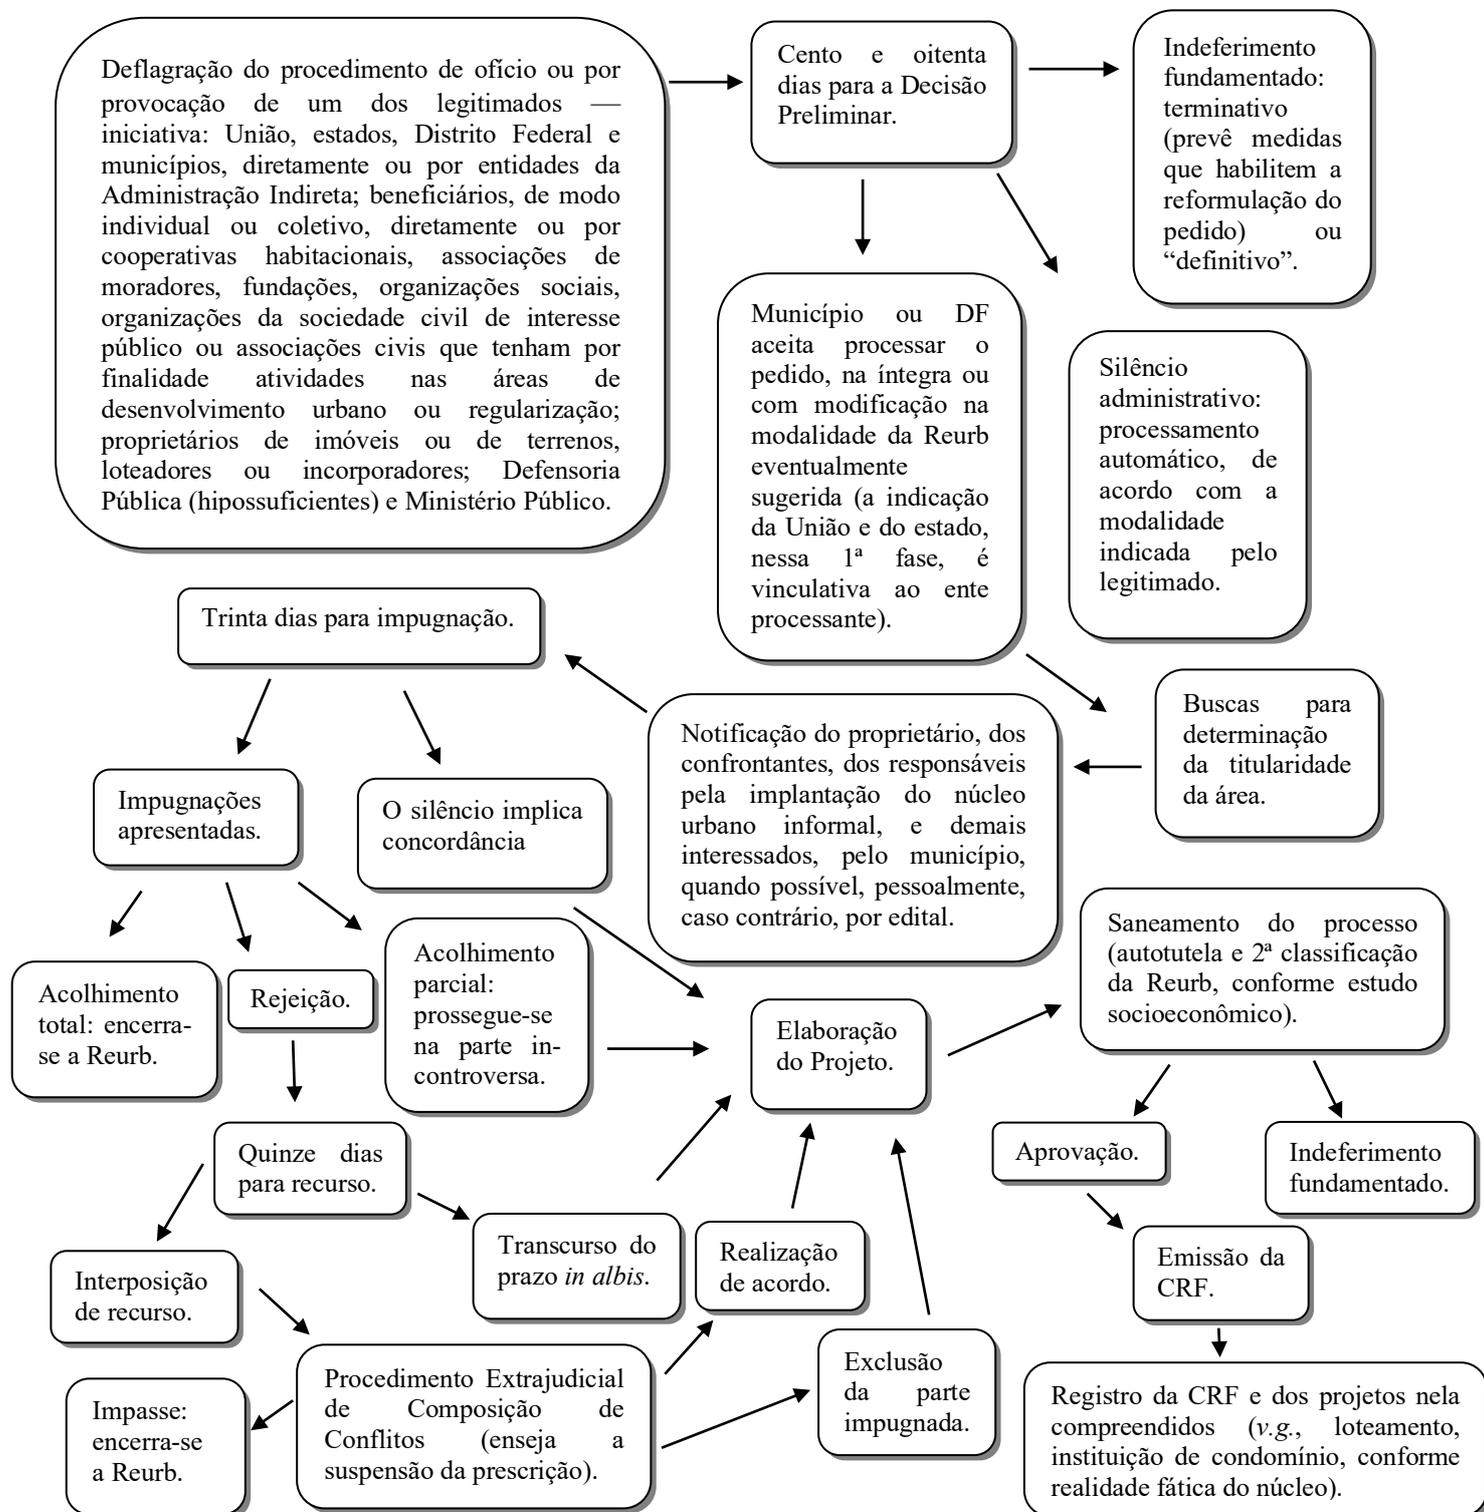 Deflagração do procedimento de ofício ou por
provocação de um dos legitimados —
iniciativa: União, estados, Distrito Federal e
municípios, diretamente ou por entidades da
Administração Indireta; beneficiários, de modo
individual ou coletivo, diretamente ou por
cooperativas habitacionais, associações de
moradores, fundações, organizações sociais,
organizações da sociedade civil de interesse
público ou associações civis que tenham por
finalidade atividades nas áreas de
desenvolvimento urbano ou regularização;
proprietários de imóveis ou de terrenos,
loteadores ou incorporadores; Defensoria
Pública (hipossuficientes) e Ministério Público.
Cento e oitenta
dias para a Decisão
Preliminar.
Indeferimento
fundamentado:
terminativo
(prevê medidas
que habilitem a
reformulação do
pedido) ou
“definitivo”.
Município ou DF
aceita processar o
pedido, na íntegra ou
com modificação na
modalidade da Reurb
eventualmente
sugerida (a indicação
da União e do estado,
nessa 1ª fase, é
vinculativa ao ente
processante).
Silêncio
administrativo:
processamento
automático, de
acordo com a
modalidade
indicada pelo
legitimado.
Buscas para
determinação
da titularidade
da área.
Notificação do proprietário, dos
confrontantes, dos responsáveis
pela implantação do núcleo
urbano informal, e demais
interessados, pelo município,
quando possível, pessoalmente,
caso contrário, por edital.
Trinta dias para impugnação.
Impugnações
apresentadas.
O silêncio implica
concordância
Acolhimento
total: encerra-
se a Reurb.
Rejeição.
Acolhimento
parcial:
prossegue-se
na parte in-
controversa.
Elaboração
do Projeto.
Saneamento do processo
(autotutela e 2ª classificação
da Reurb, conforme estudo
socioeconômico).
Quinze dias
para recurso.
Aprovação.
Indeferimento
fundamentado.
Interposição
de recurso.
Transcurso do
prazo in albis.
Realização
de acordo.
Emissão da
CRF.
Impasse:
encerra-se
a Reurb.
Procedimento Extrajudicial
de Composição de
Conflitos (enseja a
suspensão da prescrição).
Exclusão
da parte
impugnada.
Registro da CRF e dos projetos nela
compreendidos (v.g., loteamento,
instituição de condomínio, conforme
realidade fática do núcleo).